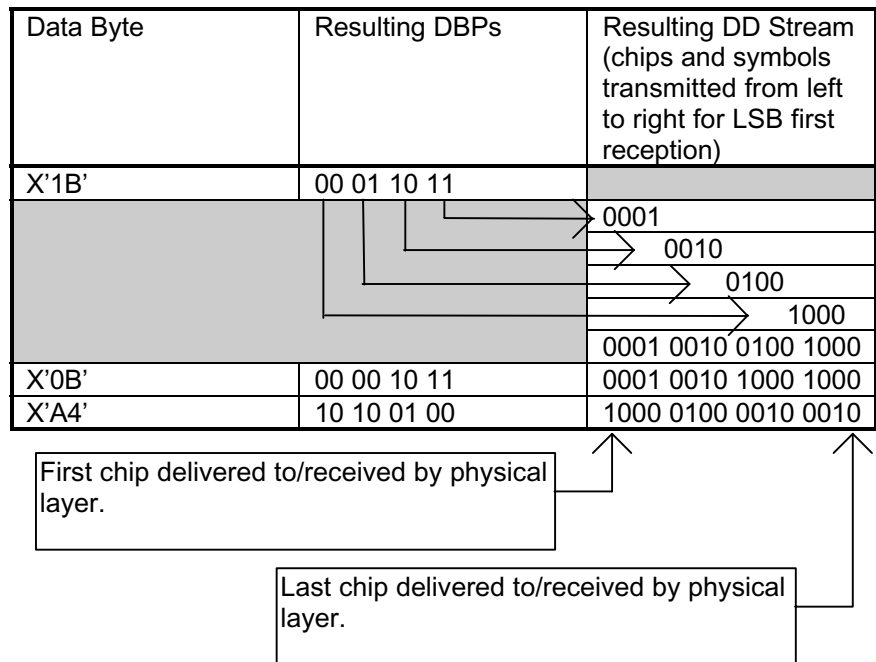 Data Byte
Resulting DBPs
Resulting DD Stream
(chips and symbols
transmitted from left
to right for LSB first
reception)
X’1B’
00 01 10 11
0001
0010
0100
1000
0001 0010 0100 1000
X’0B’
00 00 10 11
0001 0010 1000 1000
X’A4’
10 10 01 00
1000 0100 0010 0010
First chip delivered to/received by physical
layer.
Last chip delivered to/received by physical
layer.